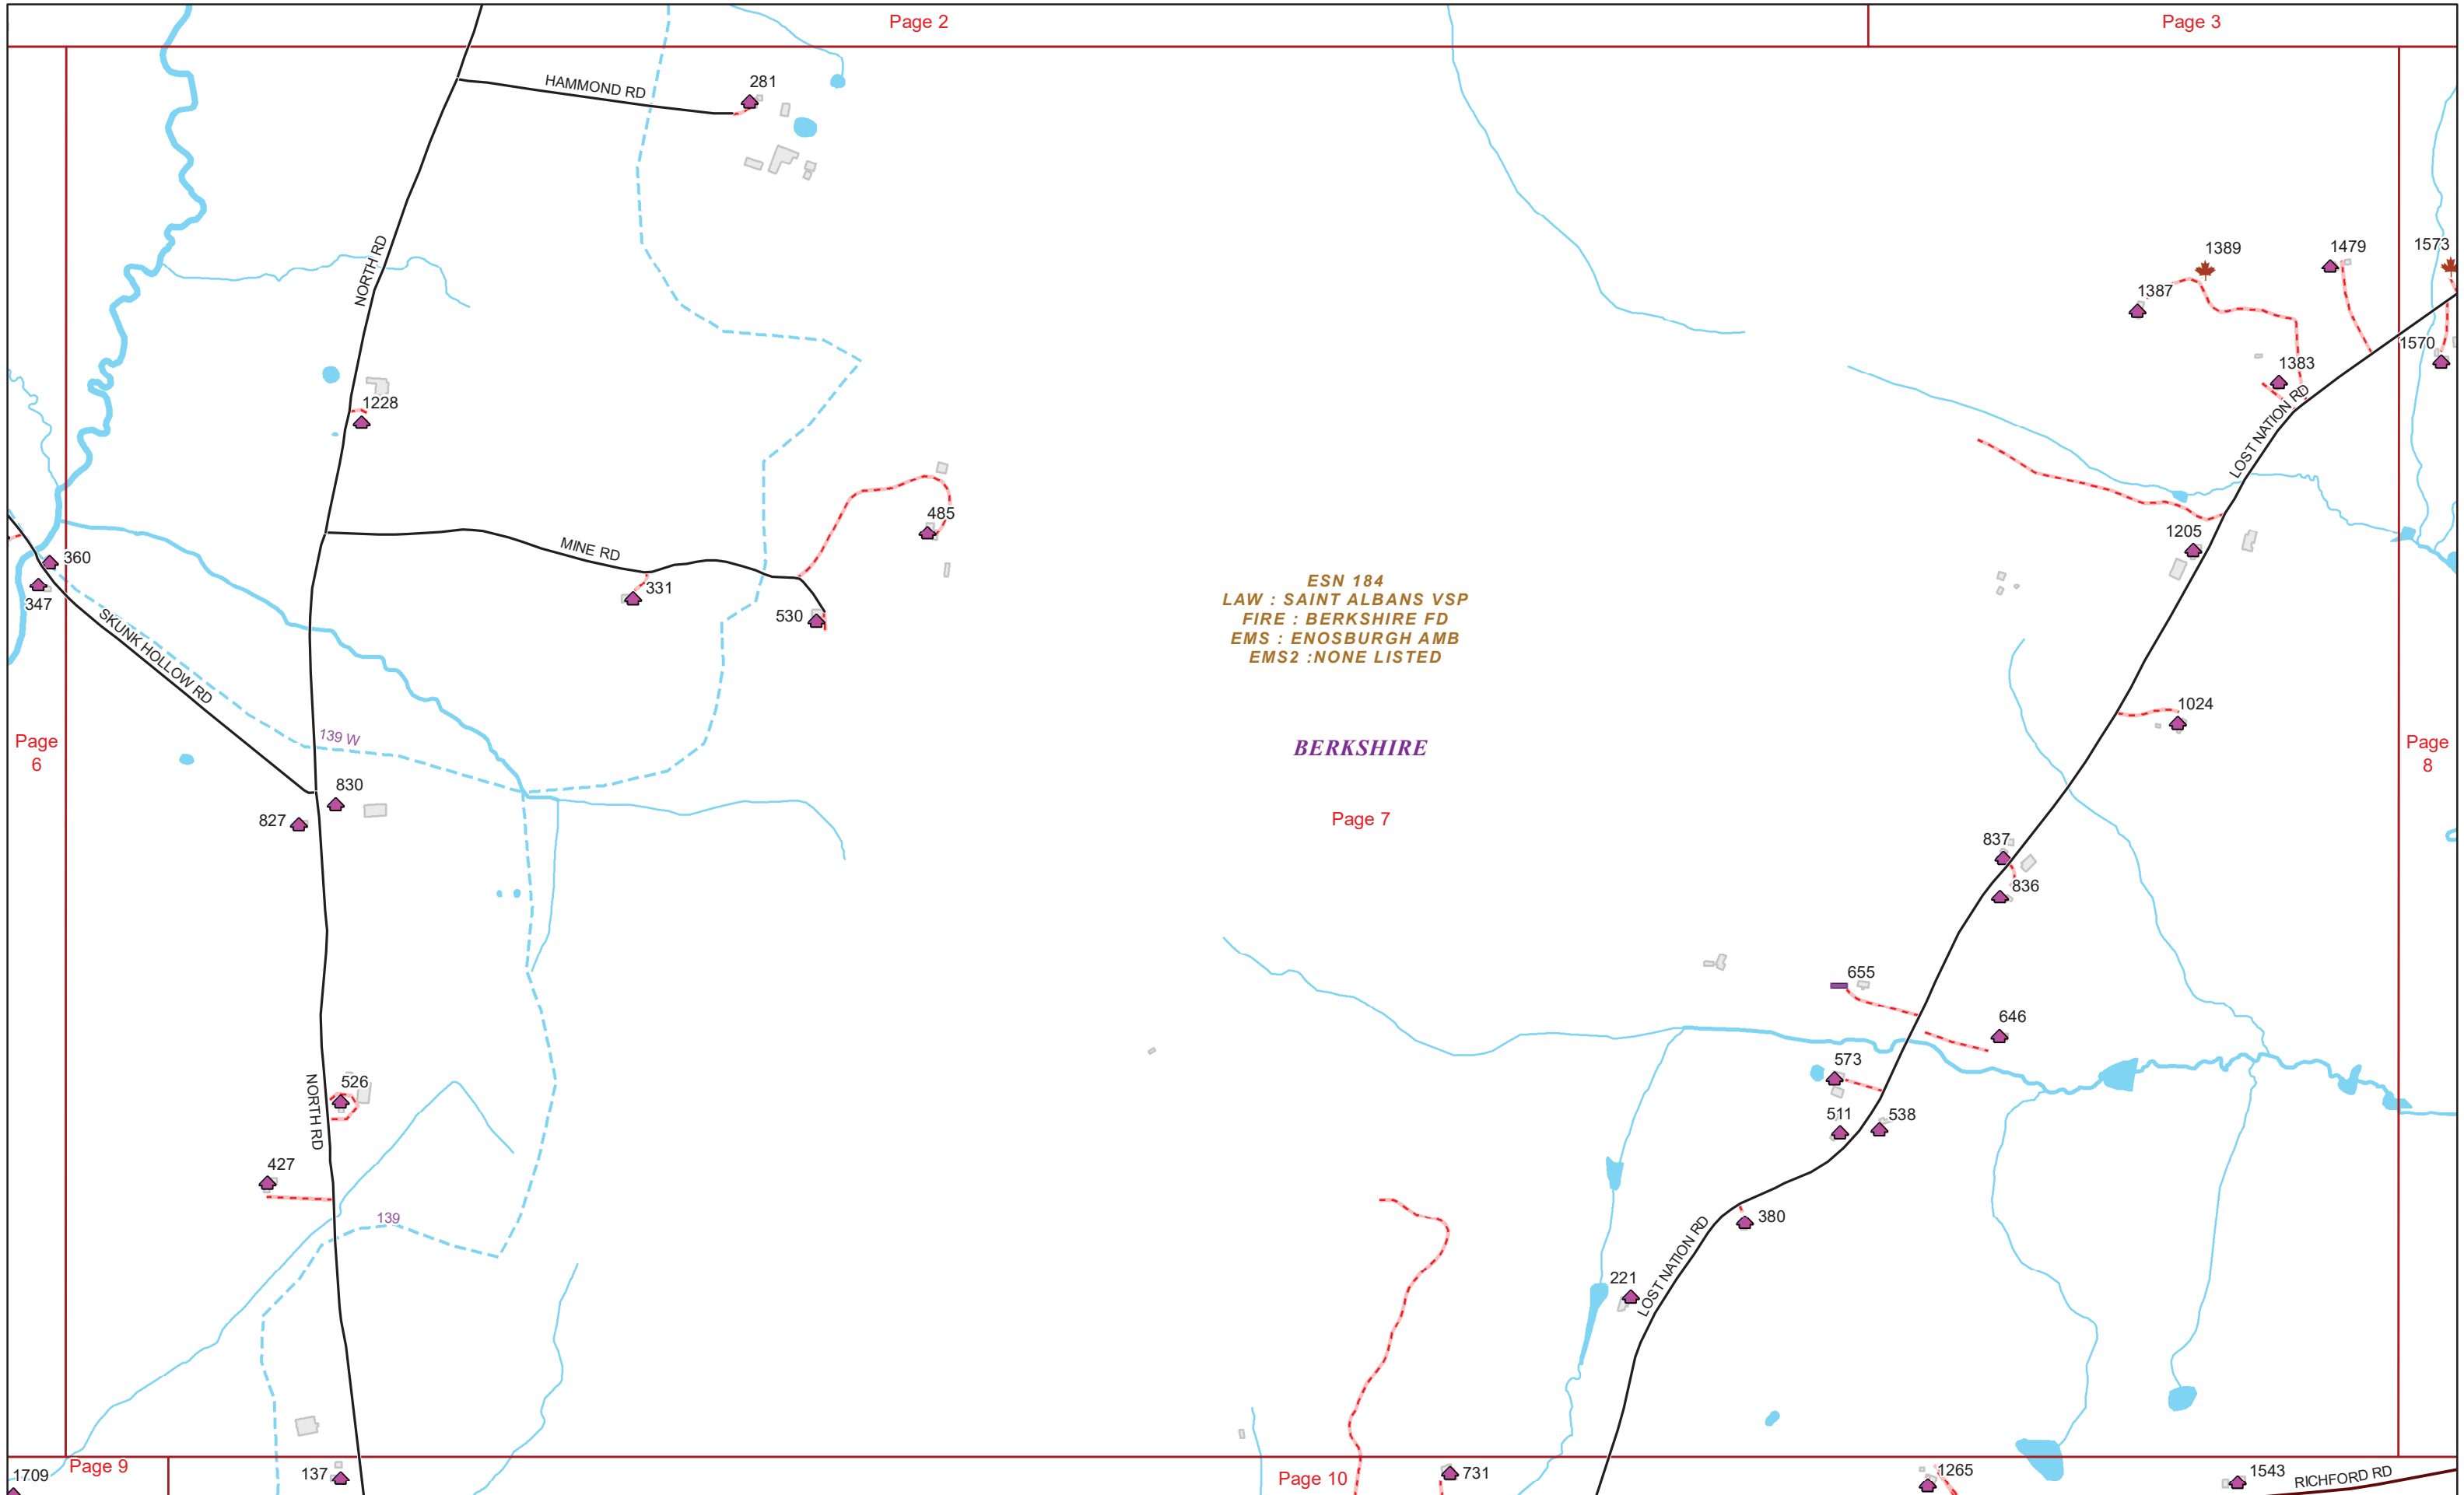 Page 2
Page 3
HAMMOND RD
281
NORTH RD
1389
1479
1573
1387
1570
1383
1228
LOST NATION RD
485
1205
MINE RD
360
331
347
530
ESN 184
LAW : SAINT ALBANS VSP
FIRE : BERKSHIRE FD
EMS : ENOSBURGH AMB
EMS2 :NONE LISTED
SKUNK HOLLOW RD
1024
139 W
Page
6
BERKSHIRE
Page
8
830
827
Page 7
837
836
655
646
573
NORTH RD
526
511
538
427
139
380
LOST NATION RD
221
Page 9
1709
137
Page 10
731
1265
1543
RICHFORD RD